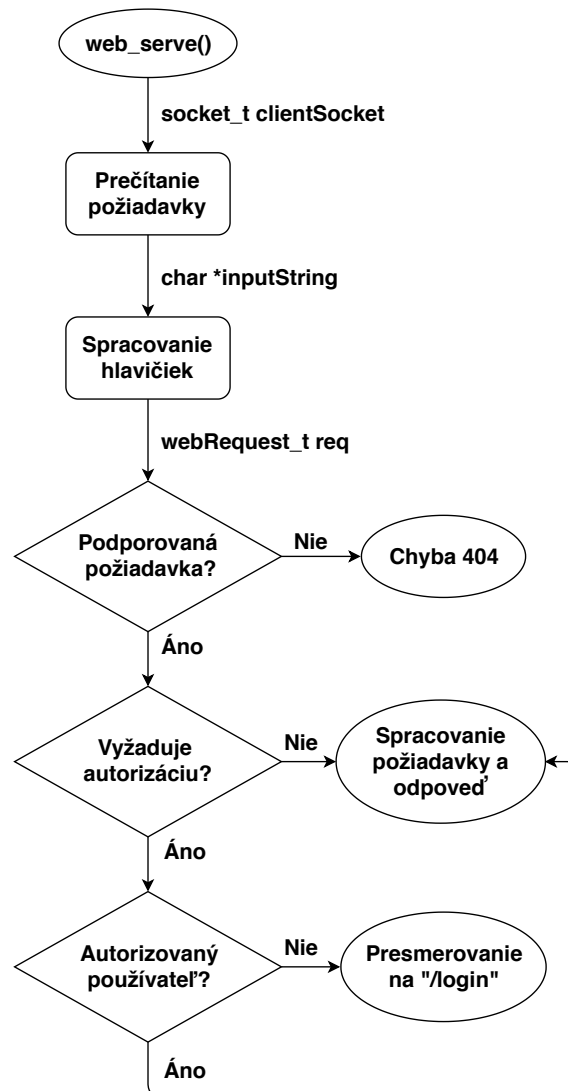 web_serve()
socket_t clientSocket
Prečítanie
požiadavky
char *inputString
Spracovanie
hlavičiek
webRequest_t req
Podporovaná
požiadavka?
Nie
Chyba 404
Áno
Vyžaduje
autorizáciu?
Nie
Spracovanie
požiadavky a
odpoveď
Áno
Autorizovaný
používateľ?
Nie
Presmerovanie
na "/login"
Áno